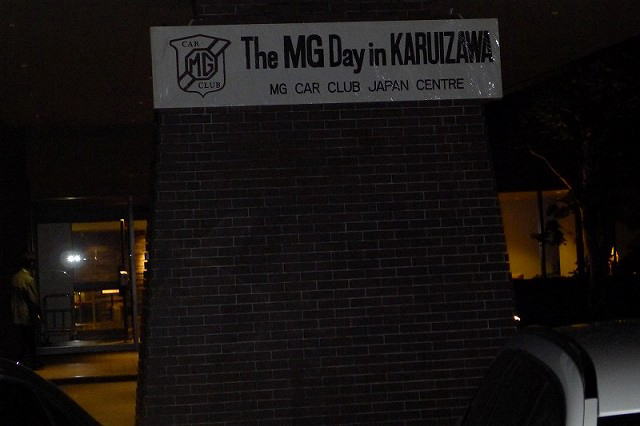 CAR
MG
CLUB
The MG Day in KARUIZAWA
MG CAR CLUB JAPAN CENTRE